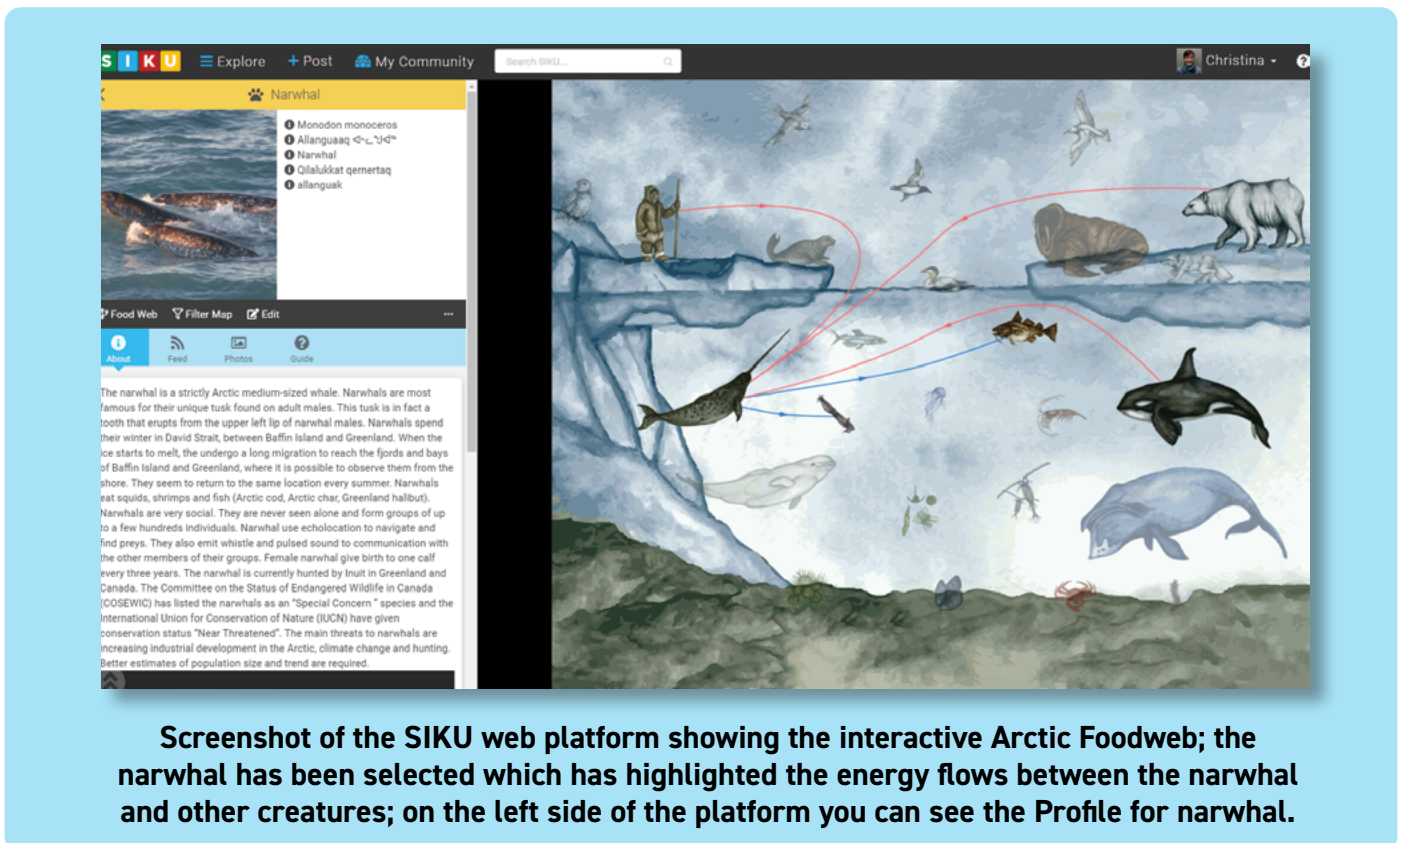 SIKU
Explore
Post
My Community
Search SIKU...
Christina
?
Narwhal
Monodon monoceros
Allanguaaq
Narwhal
Qilalukkat qernertaq
allanguak
Food Web
Filter Map
Edit
...
About
Feed
Photos
Guide
The narwhal is a strictly Arctic medium-sized whale. Narwhals are most
famous for their unique tusk found on adult males. This tusk is in fact a
tooth that erupts from the upper left lip of narwhal males. Narwhals spend
their winter in David Strait, between Baffin Island and Greenland. When the
ice starts to melt, the undergo a long migration to reach the fjords and bays
of Baffin Island and Greenland, where it is possible to observe them from the
shore. They seem to return to the same location every summer. Narwhals
eat squids, shrimps and fish (Arctic cod, Arctic char, Greenland halibut).
Narwhals are very social. They are never seen alone and form groups of up
to a few hundreds individuals. Narwhal use echolocation to navigate and
find preys. They also emit whistle and pulsed sound to communication with
the other members of their groups. Female narwhal give birth to one calf
every three years. The narwhal is currently hunted by Inuit in Greenland and
Canada. The Committee on the Status of Endangered Wildlife in Canada
(COSEWIC) has listed the narwhals as an "Special Concern " species and the
International Union for Conservation of Nature (IUCN) have given
conservation status "Near Threatened". The main threats to narwhals are
increasing industrial development in the Arctic, climate change and hunting.
Better estimates of population size and trend are required.
Screenshot of the SIKU web platform showing the interactive Arctic Foodweb; the
narwhal has been selected which has highlighted the energy flows between the narwhal
and other creatures; on the left side of the platform you can see the Profile for narwhal.